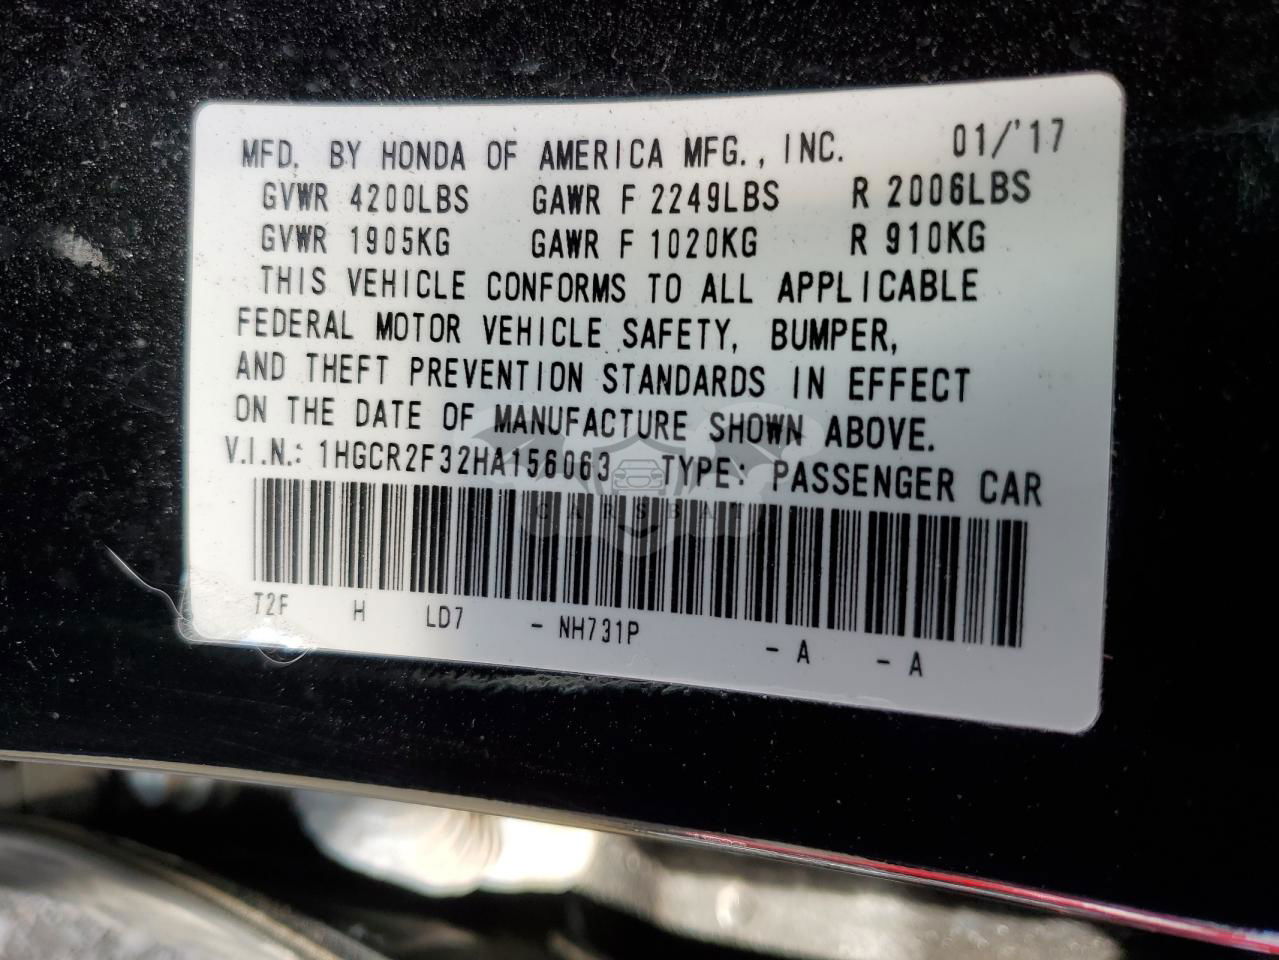 MFD. BY HONDA OF AMERICA MFG., INC. 01/'17
GVWR 4200LBS GAWR F 2249LBS R 2006LBS
GVWR 1905KG GAWR F 1020KG R 910KG
THIS VEHICLE CONFORMS TO ALL APPLICABLE
FEDERAL MOTOR VEHICLE SAFETY, BUMPER,
AND THEFT PREVENTION STANDARDS IN EFFECT
ON THE DATE OF MANUFACTURE SHOWN ABOVE.
V.I.N.: 1HGCR2F32HA156063 TYPE: PASSENGER CAR
CARSBAT
T2F H LD7 - NH731P - A - A